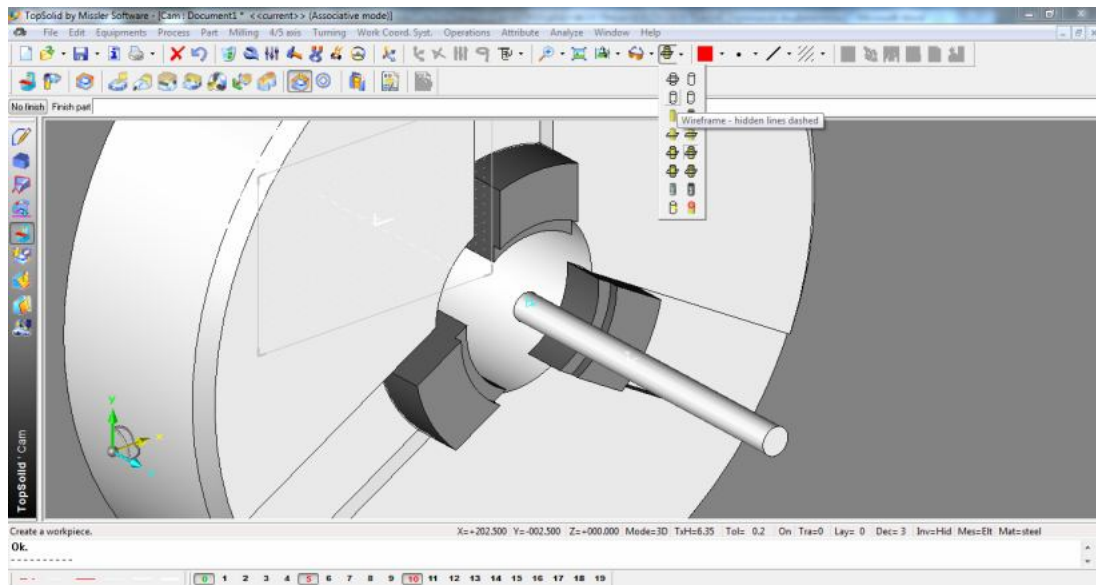 TopSolid by Missler Software - [Cam : Document1 * <<current>> (Associative mode)]
File Edit Equipments Process Part Milling 4/5 axis Turning Work Coord. Syst. Operations Attribute Analyze Window Help
No finish Finish part
Wireframe - hidden lines dashed
y
x
TopSolid'Cam
Create a workpiece. X=+202.500 Y=-002.500 Z=+000.000 Mode=3D TxH=6.35 Tol= 0.2 On Tra=0 Lay= 0 Dec= 3 Inv=Hid Mes=Elt Mat=steel
Ok.
----------
0 1 2 3 4 5 6 7 8 9 10 11 12 13 14 15 16 17 18 19